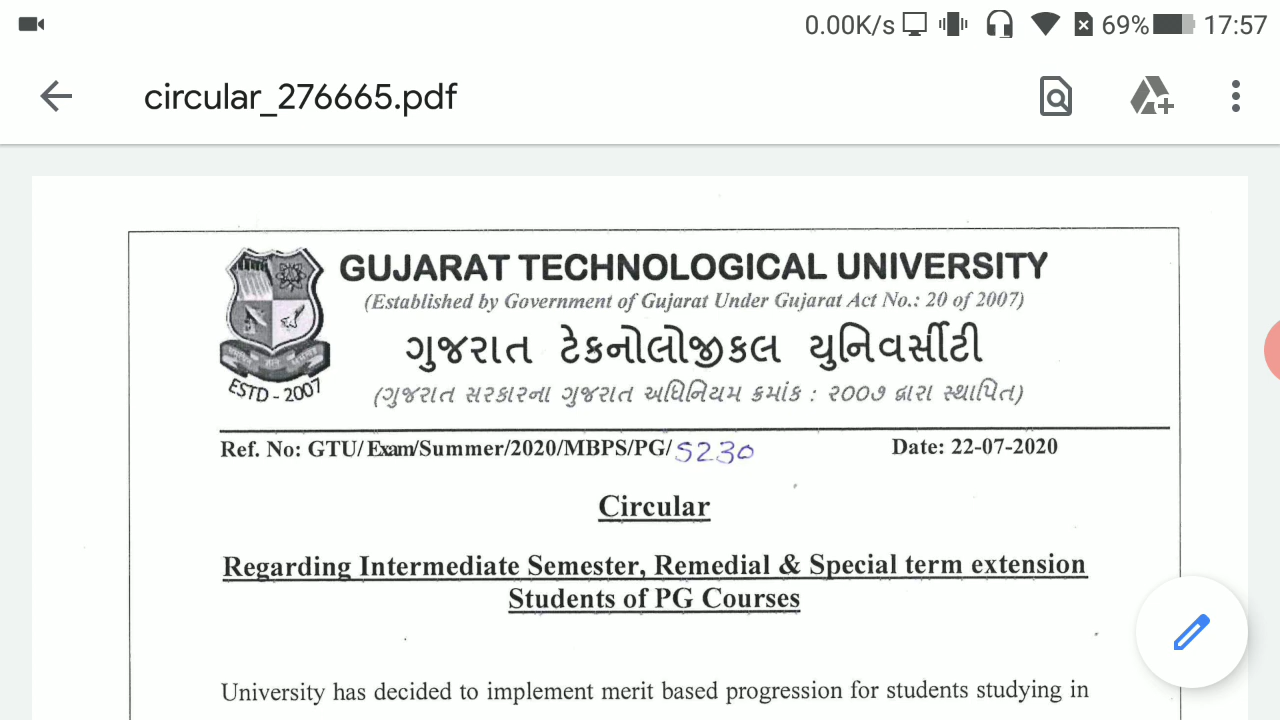 0.00K/s 69% 17:57
circular_276665.pdf
GUJARAT TECHNOLOGICAL UNIVERSITY
(Established by Government of Gujarat Under Gujarat Act No.: 20 of 2007)
ગુજરાત ટેકનોલોજીકલ યુનિવર્સીટી
(ગુજરાત સરકારના ગુજરાત અધિનિયમ ક્રમાંક : ૨૦૦૭ દ્વારા સ્થાપિત)
ESTD - 2007
Ref. No: GTU/Exam/Summer/2020/MBPS/PG/5230 Date: 22-07-2020
Circular
Regarding Intermediate Semester, Remedial & Special term extension
Students of PG Courses
University has decided to implement merit based progression for students studying in